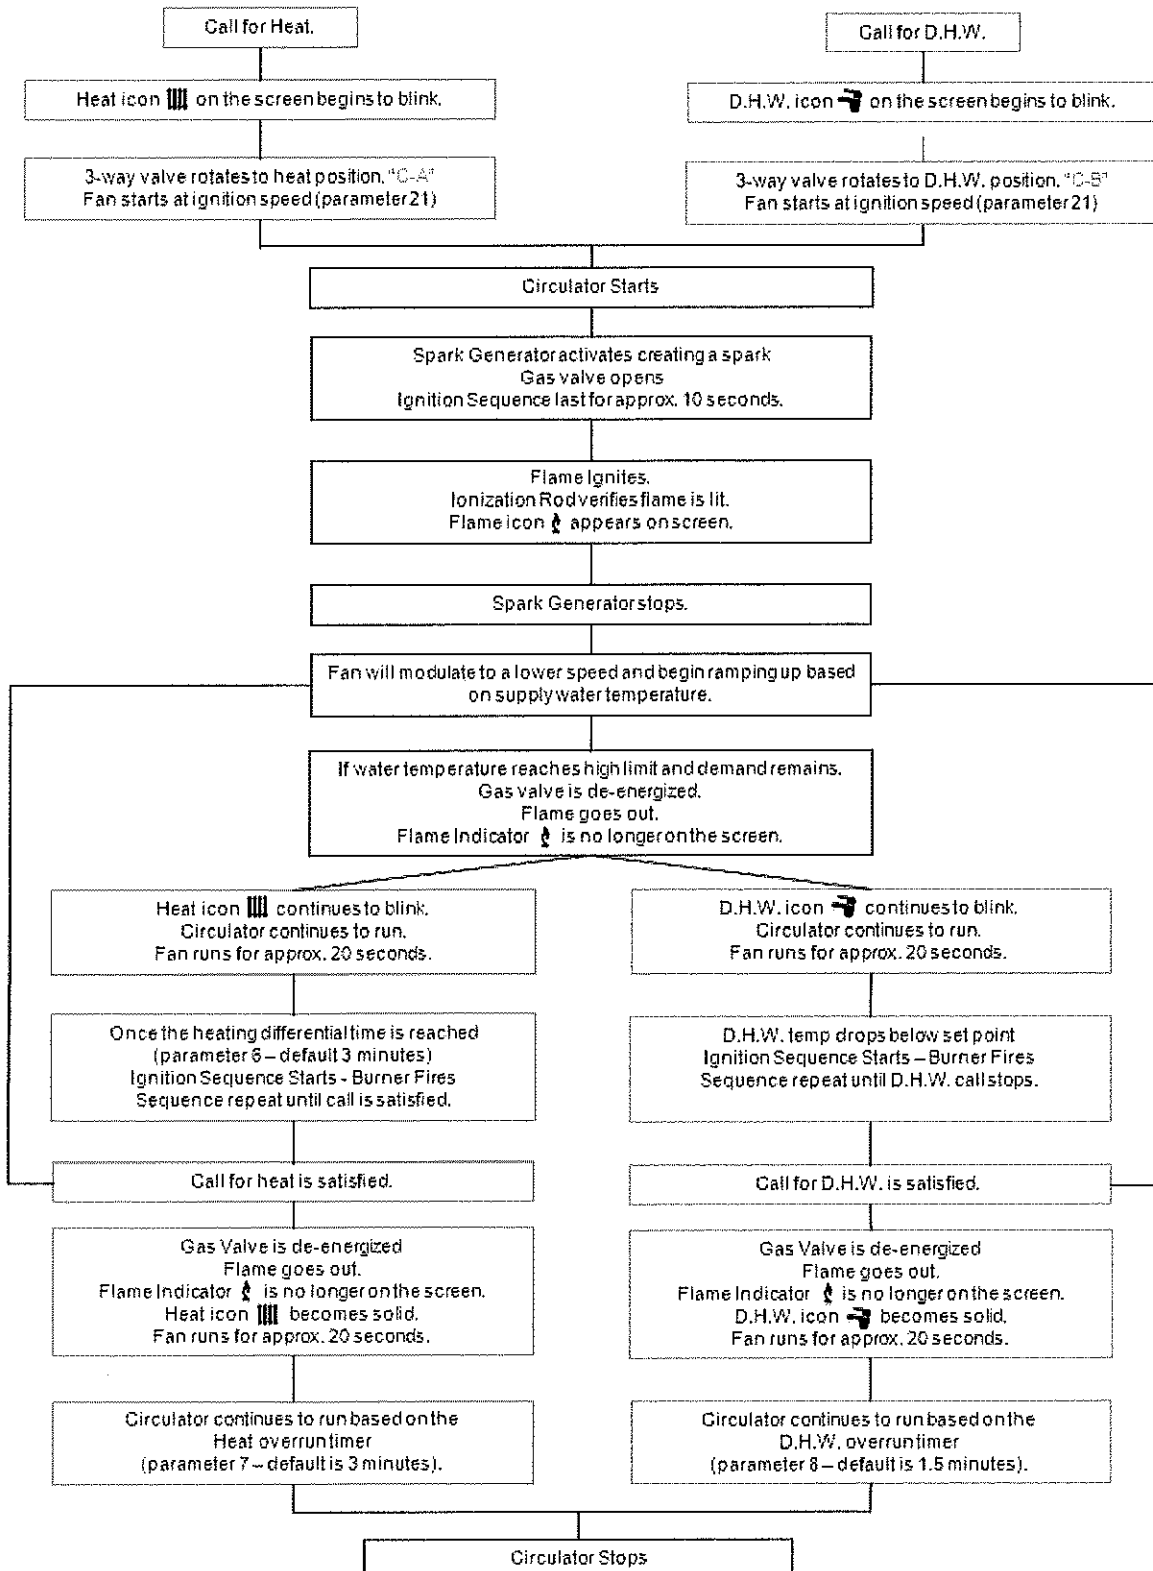 Call for Heat.
Call for D.H.W.
Heat icon on the screen begins to blink.
D.H.W. icon on the screen begins to blink.
3-way valve rotates to heat position. "C-A"
Fan starts at ignition speed (parameter 21)
3-way valve rotates to D.H.W. position. "C-B"
Fan starts at ignition speed (parameter 21)
Circulator Starts
Spark Generator activates creating a spark
Gas valve opens
Ignition Sequence last for approx. 10 seconds.
Flame Ignites.
Ionization Rod verifies flame is lit.
Flame icon appears on screen.
Spark Generator stops.
Fan will modulate to a lower speed and begin ramping up based
on supply water temperature.
If water temperature reaches high limit and demand remains.
Gas valve is de-energized.
Flame goes out.
Flame Indicator is no longer on the screen.
Heat icon continues to blink.
Circulator continues to run.
Fan runs for approx. 20 seconds.
D.H.W. icon continues to blink.
Circulator continues to run.
Fan runs for approx. 20 seconds.
Once the heating differential time is reached
(parameter 6 – default 3 minutes)
Ignition Sequence Starts - Burner Fires
Sequence repeat until call is satisfied.
D.H.W. temp drops below set point
Ignition Sequence Starts – Burner Fires
Sequence repeat until D.H.W. call stops.
Call for heat is satisfied.
Call for D.H.W. is satisfied.
Gas Valve is de-energized
Flame goes out.
Flame Indicator is no longer on the screen.
Heat icon becomes solid.
Fan runs for approx. 20 seconds.
Gas Valve is de-energized
Flame goes out.
Flame Indicator is no longer on the screen.
D.H.W. icon becomes solid.
Fan runs for approx. 20 seconds.
Circulator continues to run based on the
Heat overrun timer
(parameter 7 – default is 3 minutes).
Circulator continues to run based on the
D.H.W. overrun timer
(parameter 8 – default is 1.5 minutes).
Circulator Stops